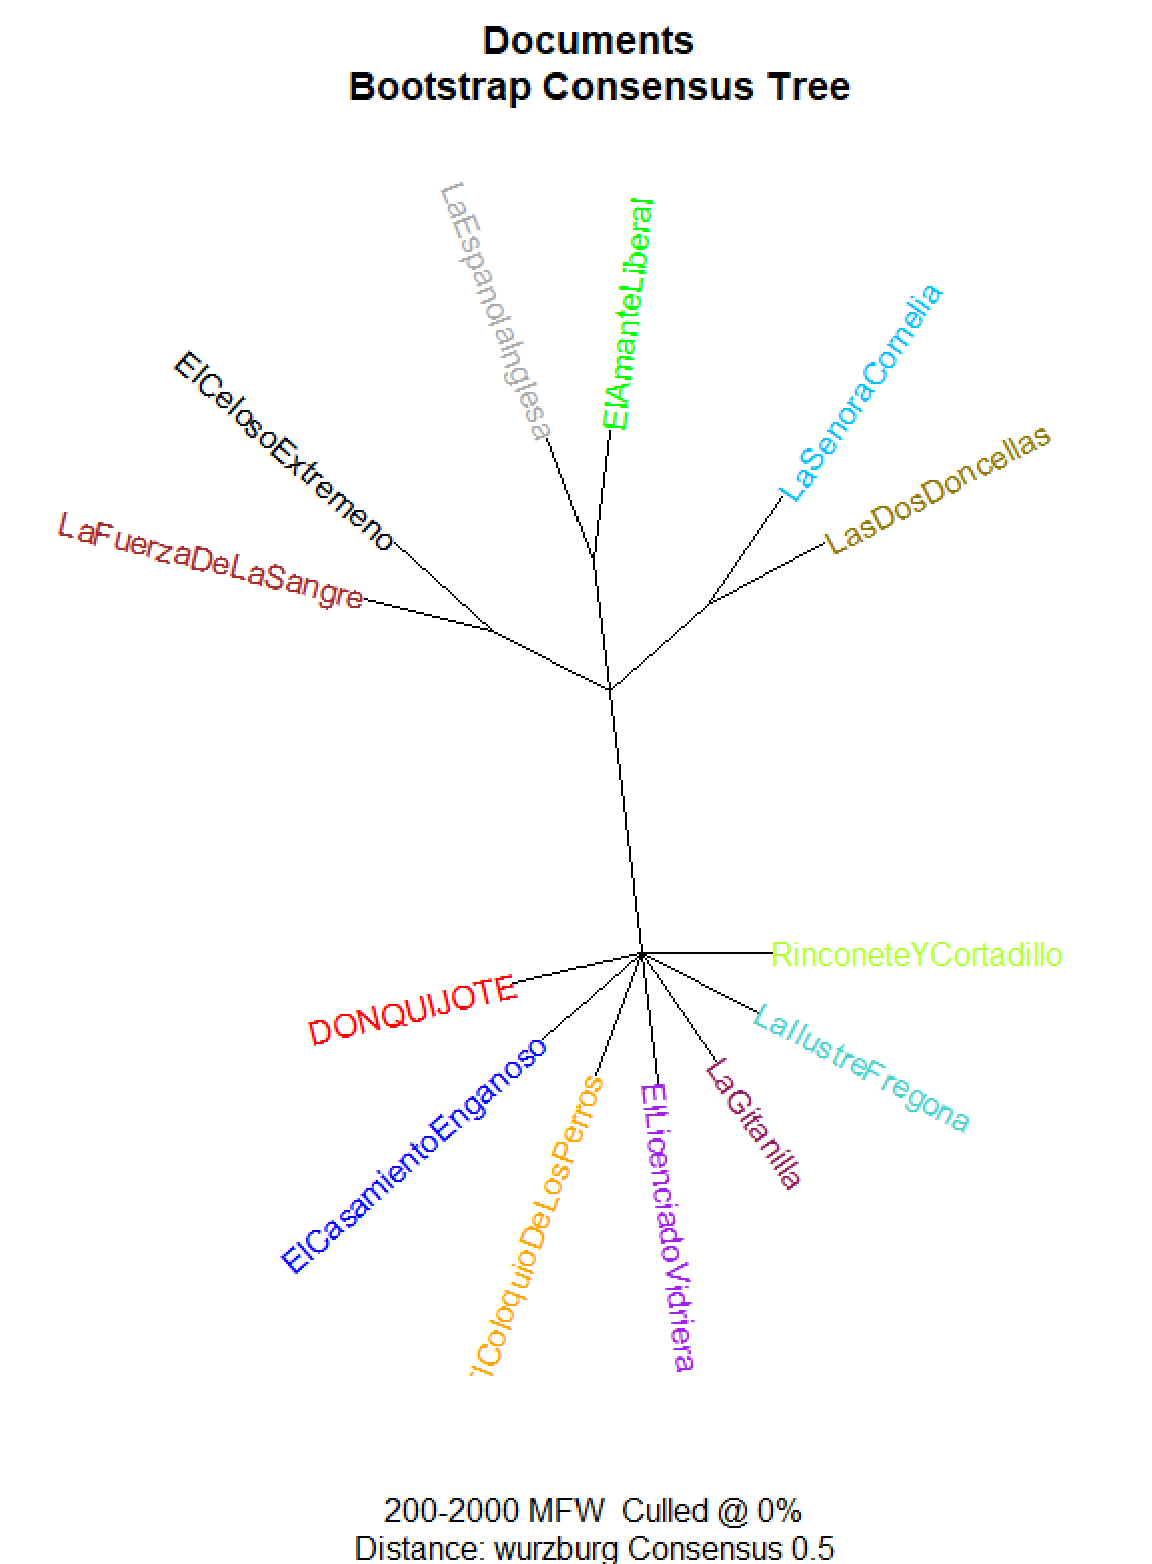 Documents
Bootstrap Consensus Tree
LaEspanolaInglesa
ElAmanteLiberal
LaSenoraCornelia
ElCelosoExtremeno
LasDosDoncellas
LaFuerzaDeLaSangre
RinconeteYCortadillo
DONQUIJOTE
LaIlustreFregona
ElCasamientoEnganoso
LaGitanilla
lColoquioDeLosPerros
ElLicenciadoVidriera
200-2000 MFW Culled @ 0%
Distance: wurzburg Consensus 0.5